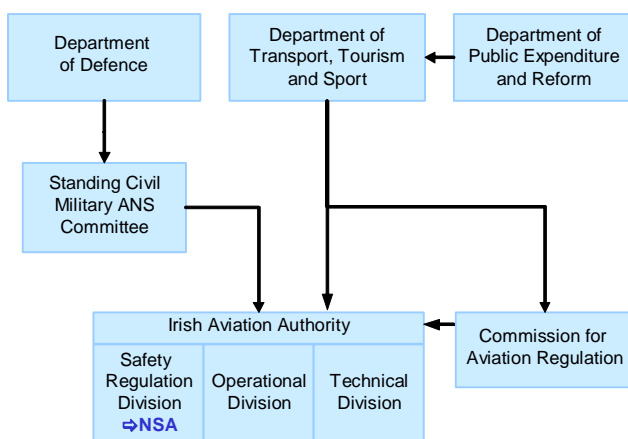 Department
of Defence
Department of
Transport, Tourism
and Sport
Department of
Public Expenditure
and Reform
Standing Civil
Military ANS
Committee
Irish Aviation Authority
Commission for
Aviation Regulation
Safety
Regulation
Division
⇨NSA
Operational
Division
Technical
Division